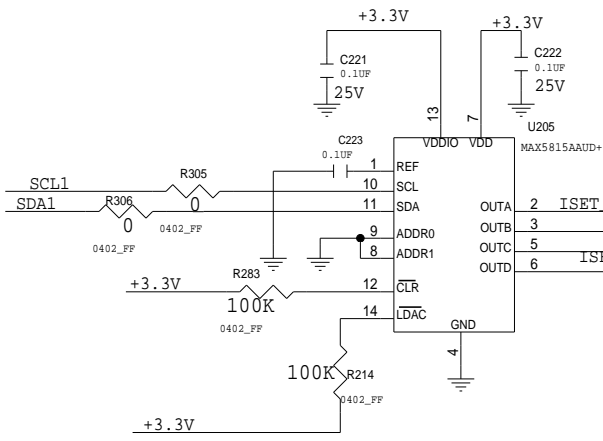 +3.3V
+3.3V
C221
0.1UF
25V
C222
0.1UF
25V
13
7
U205
MAX5815AAUD+
VDDIO
VDD
C223
0.1UF
1
REF
SCL1
R305
0
0402_FF
10
SCL
SDA1
R306
0
0402_FF
11
SDA
OUTA
2
ISET_
OUTB
3
9
ADDR0
8
ADDR1
OUTC
5
OUTD
6
+3.3V
R283
100K
0402_FF
12
CLR
14
LDAC
GND
4
100K
R214
0402_FF
+3.3V